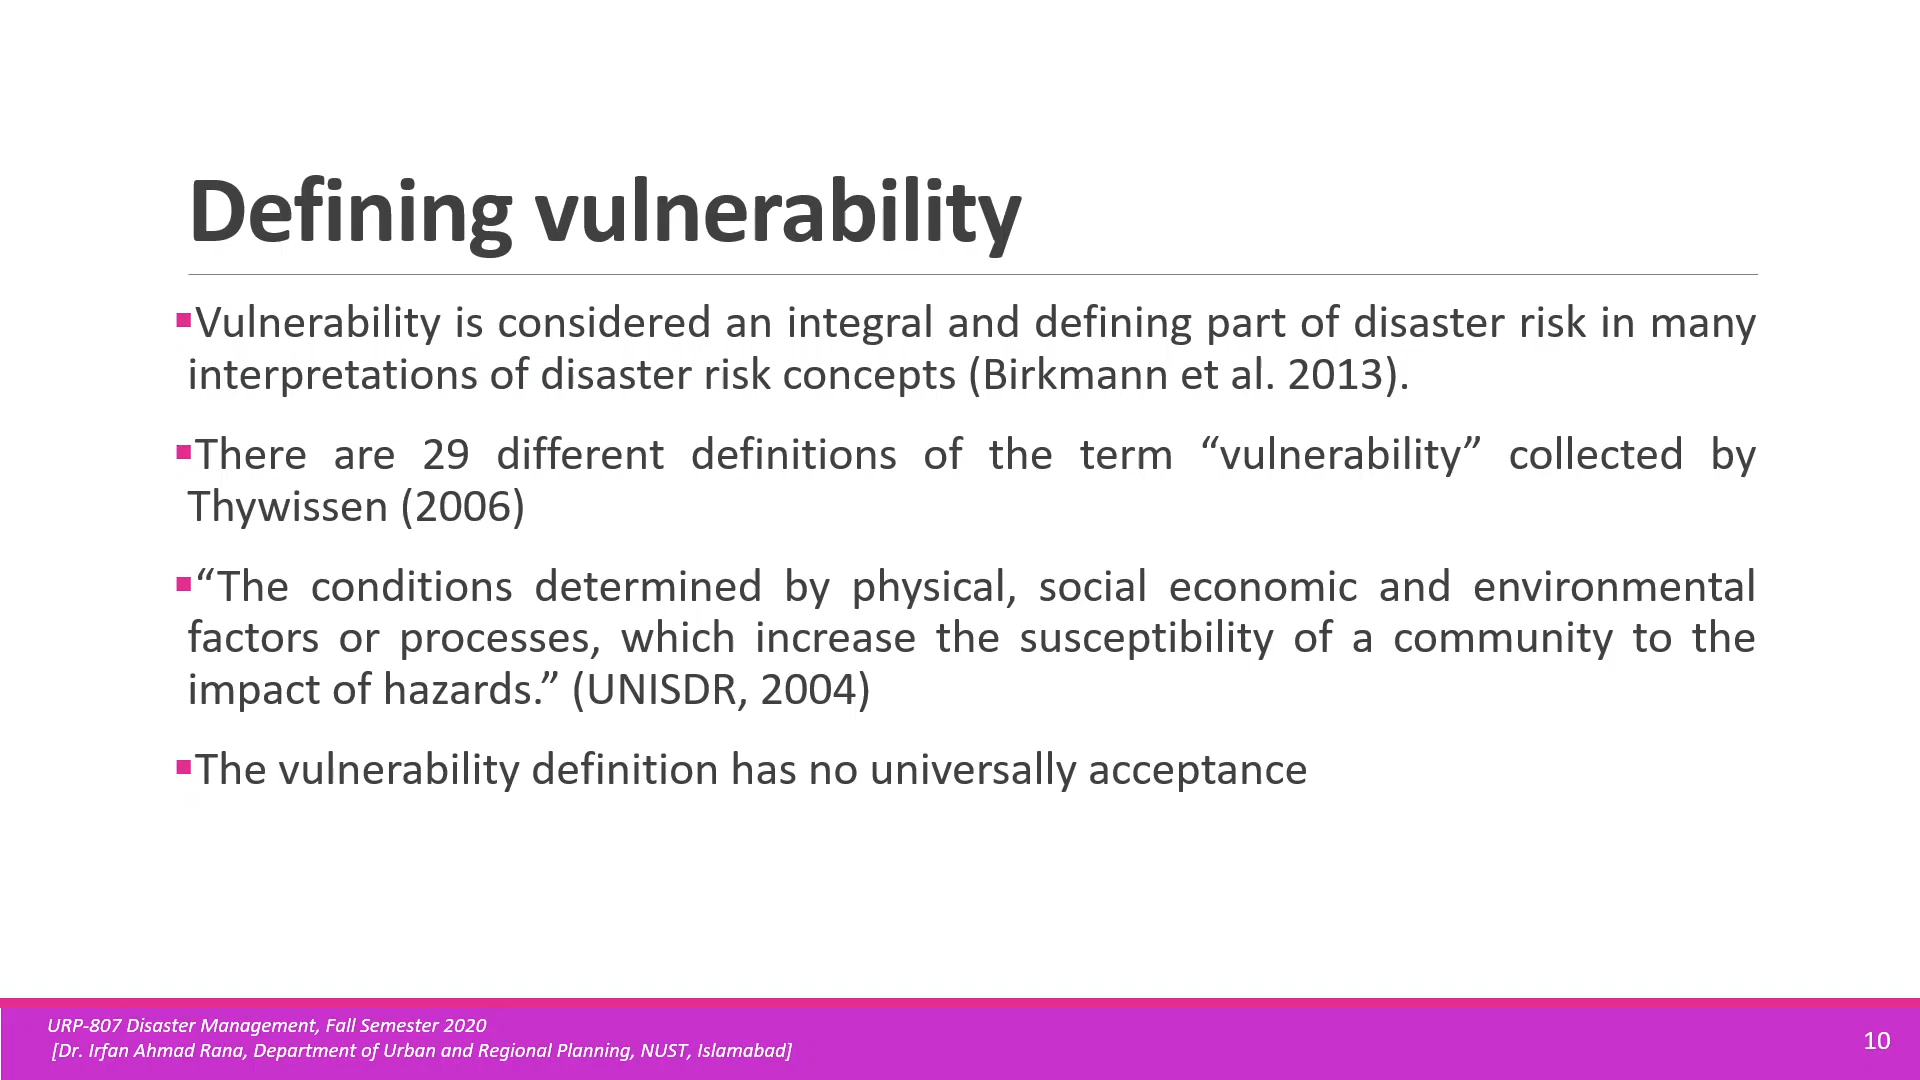 Defining vulnerability
▪Vulnerability is considered an integral and defining part of disaster risk in many
interpretations of disaster risk concepts (Birkmann et al. 2013).
▪There are 29 different definitions of the term “vulnerability” collected by
Thywissen (2006)
▪“The conditions determined by physical, social economic and environmental
factors or processes, which increase the susceptibility of a community to the
impact of hazards.” (UNISDR, 2004)
▪The vulnerability definition has no universally acceptance
URP-807 Disaster Management, Fall Semester 2020
[Dr. Irfan Ahmad Rana, Department of Urban and Regional Planning, NUST, Islamabad]
10